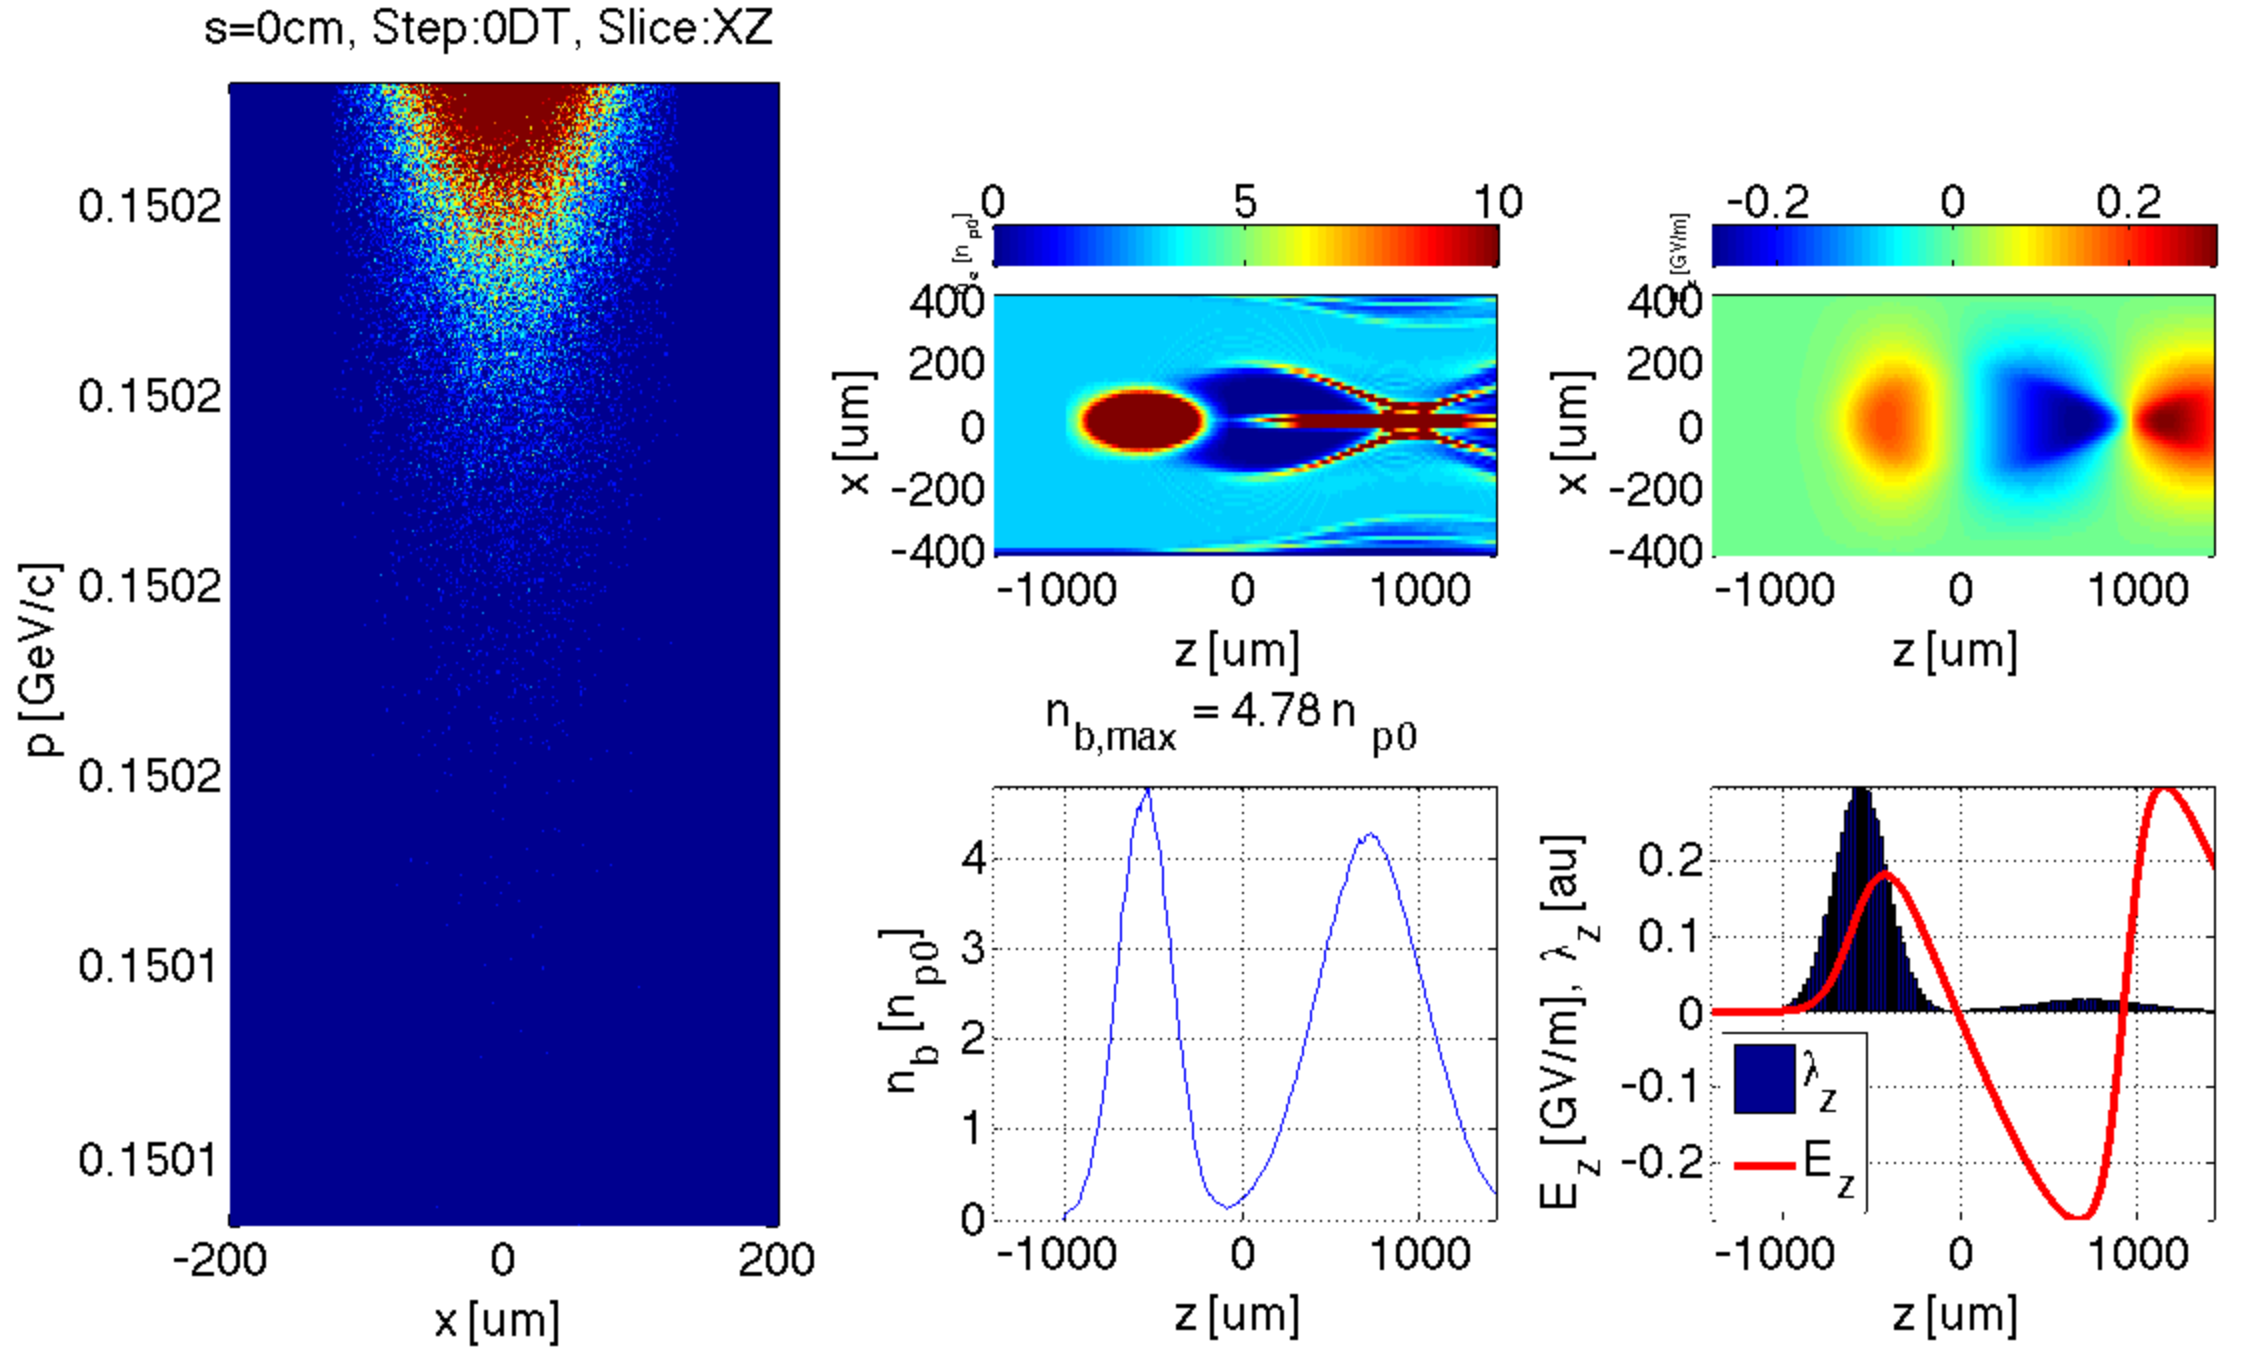 s=0cm, Step:0DT, Slice:XZ
0.1502
0.1502
0.1502
0.1502
0.1501
0.1501
p [GeV/c]
-200 0 200
x [um]
0 5 10
[n p0]
400
200
0
-200
-400
x [um]
-1000 0 1000
z [um]
-0.2 0 0.2
[GV/m]
400
200
0
-200
-400
x [um]
-1000 0 1000
z [um]
n b,max = 4.78 n p0
4
3
2
1
0
n b [n p0]
-1000 0 1000
z [um]
0.2
0.1
0
-0.1
-0.2
E z [GV/m], λ z [au]
λ z
E z
-1000 0 1000
z [um]